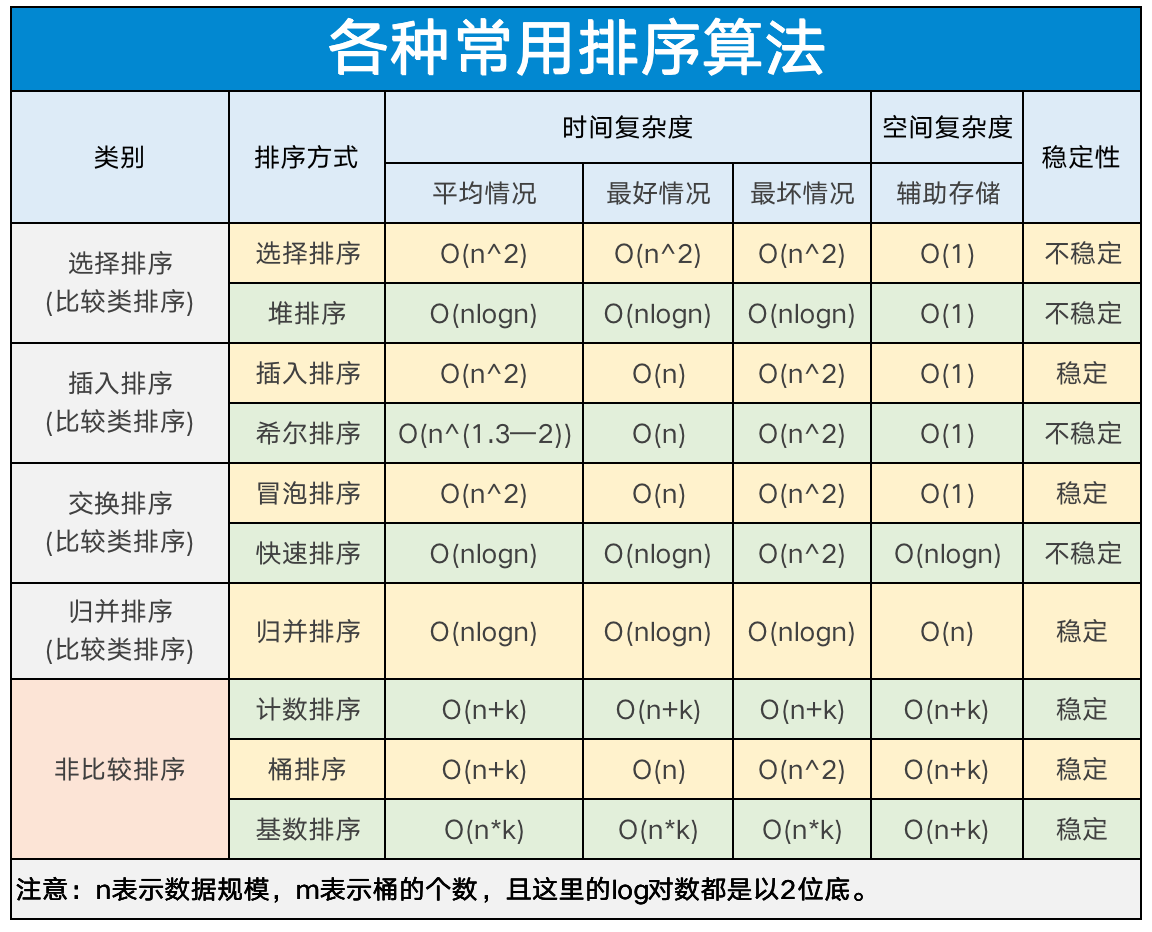 各种常用排序算法
类别 排序方式 时间复杂度 空间复杂度 稳定性
平均情况 最好情况 最坏情况 辅助存储
选择排序
(比较类排序)
选择排序 O(n^2) O(n^2) O(n^2) O(1) 不稳定
堆排序 O(nlogn) O(nlogn) O(nlogn) O(1) 不稳定
插入排序
(比较类排序)
插入排序 O(n^2) O(n) O(n^2) O(1) 稳定
希尔排序 O(n^(1.3—2)) O(n) O(n^2) O(1) 不稳定
交换排序
(比较类排序)
冒泡排序 O(n^2) O(n) O(n^2) O(1) 稳定
快速排序 O(nlogn) O(nlogn) O(n^2) O(nlogn) 不稳定
归并排序
(比较类排序)
归并排序 O(nlogn) O(nlogn) O(nlogn) O(n) 稳定
非比较排序
计数排序 O(n+k) O(n+k) O(n+k) O(n+k) 稳定
桶排序 O(n+k) O(n) O(n^2) O(n+k) 稳定
基数排序 O(n*k) O(n*k) O(n*k) O(n+k) 稳定
注意：n表示数据规模，m表示桶的个数，且这里的log对数都是以2位底。